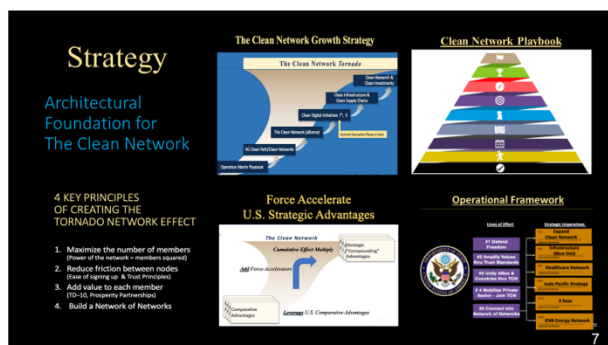 Strategy
Architectural
Foundation for
The Clean Network
4 KEY PRINCIPLES
OF CREATING THE
TORNADO NETWORK EFFECT
1. Maximize the number of members
(Power of the network = members squared)
2. Reduce friction between nodes
(Ease of signing up & Trust Principles)
3. Add value to each member
(TD-10, Prosperity Partnerships)
4. Build a Network of Networks
The Clean Network Growth Strategy
The Clean Network Tornado
Clean Research &
Clean Investments
Clean Infrastructure &
Clean Supply Chains
Clean Digital Initiatives
The Clean Network (alliance)
5G Clean Path/Clean Networks
Operation Marlin Playbook
Clean Network Playbook
Force Accelerate
U.S. Strategic Advantages
The Clean Network
Cumulative Effect Multiply
Strategic
"Compounding"
Advantages
Add Force-Accelerators
Comparative
Advantages
Leverage U.S. Comparative Advantages
Operational Framework
Lines of Effort
#1 Defend
Freedom
#2 Amplify Values
thru Trust Standards
#3 Unify Allies &
Countries thru TCN
# 4 Mobilize Private
Sector - Join TCN
#5 Connect into
Network of Networks
Strategic Imperatives
Expand
Clean Network
Infrastructure
(Blue Dot)
Healthcare Network
Indo-Pacific Strategy
3 Seas
EMI Energy Network
7